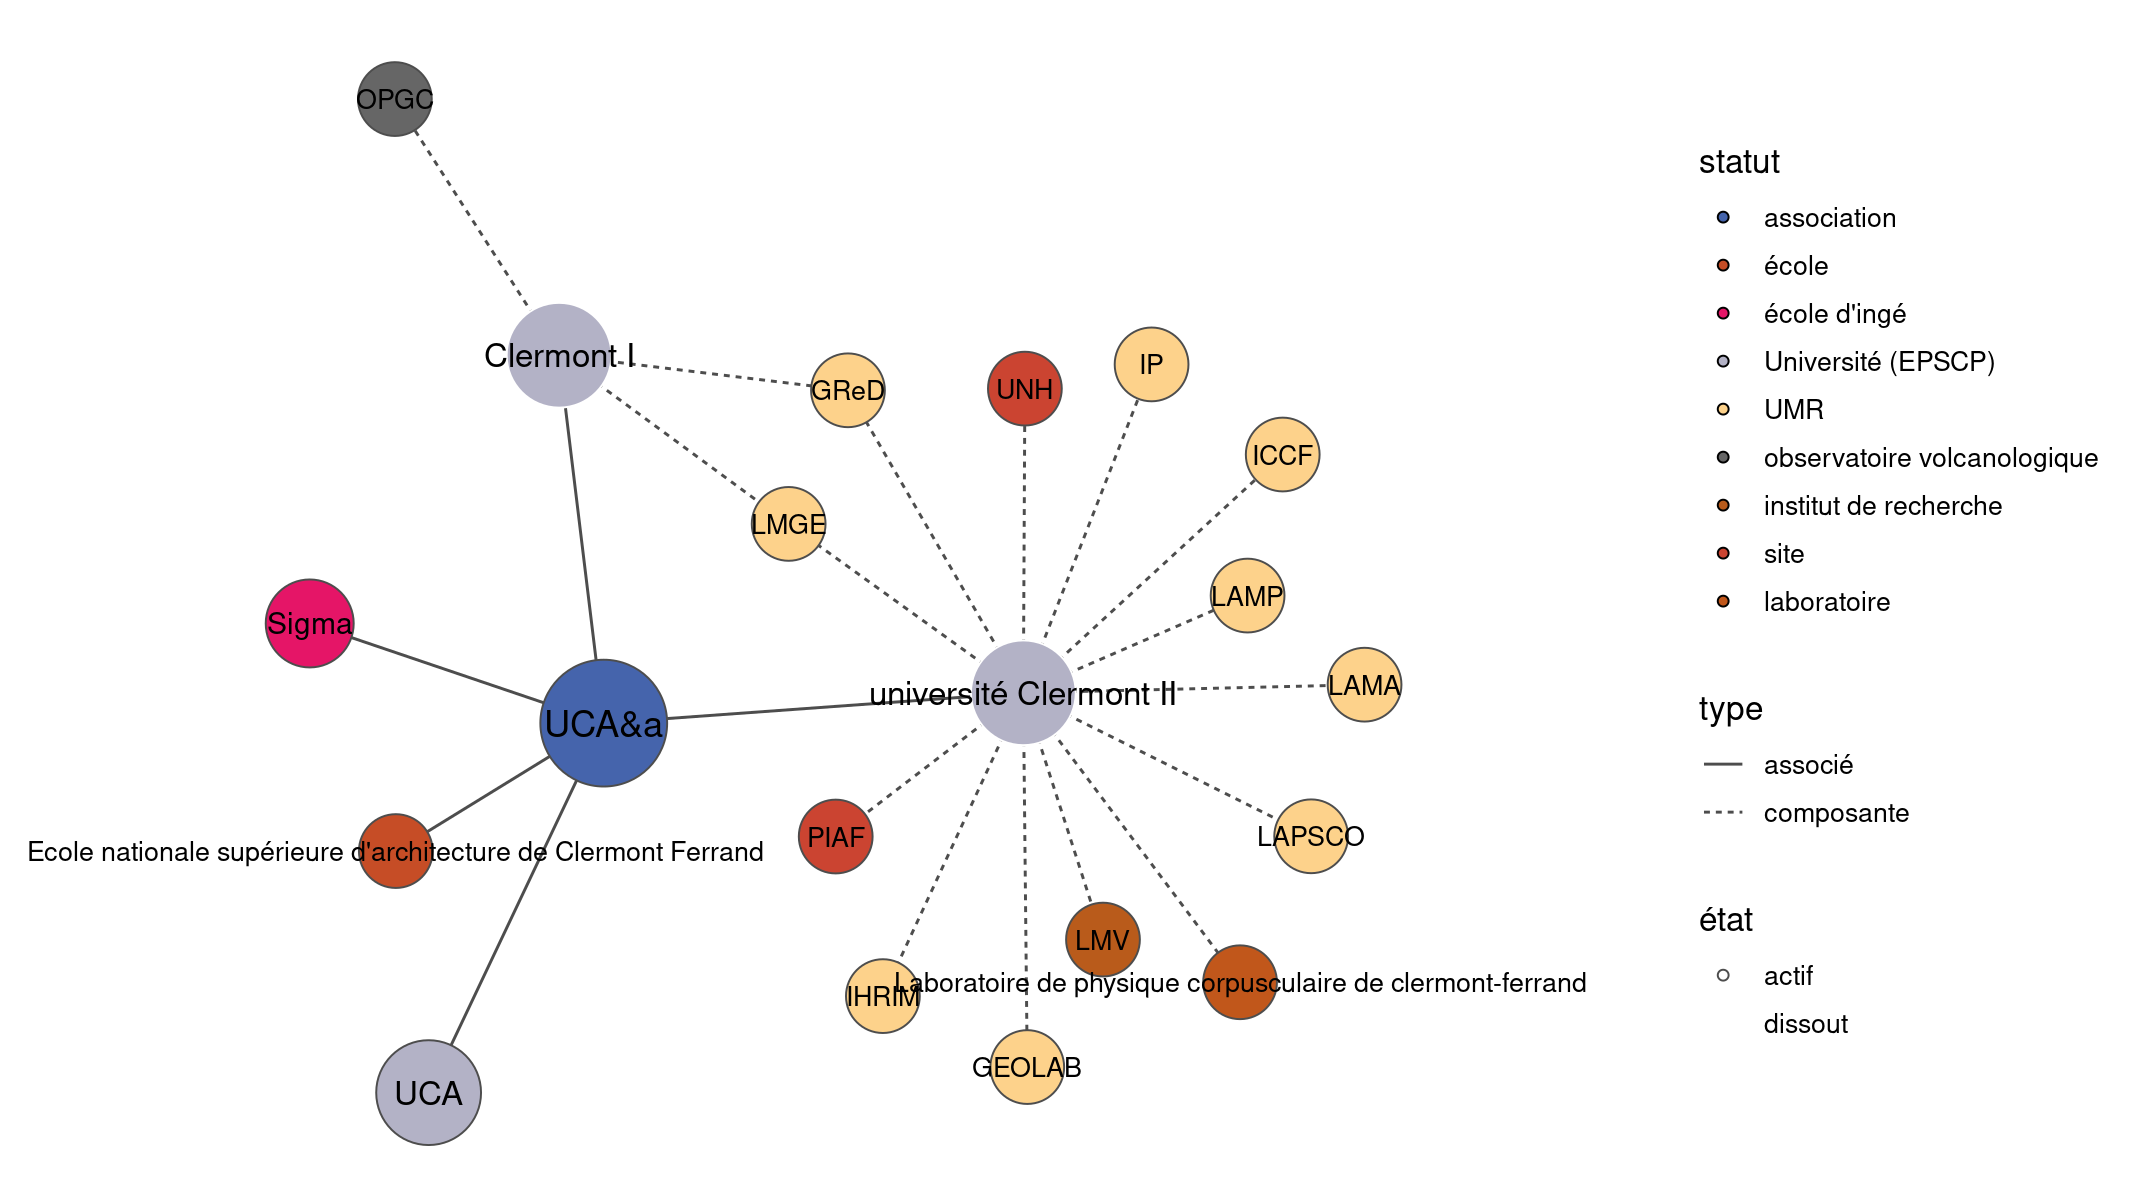 OPGC
Clermont I
GReD
UNH
IP
ICCF
LMGE
LAMP
Sigma
UCA&a
université Clermont II
LAMA
PIAF
LAPSCO
Ecole nationale supérieure d'architecture de Clermont Ferrand
LMV
Laboratoire de physique corpusculaire de clermont-ferrand
IHRIM
GEOLAB
UCA
statut
association
école
école d'ingé
Université (EPSCP)
UMR
observatoire volcanologique
institut de recherche
site
laboratoire
type
associé
composante
état
actif
dissout